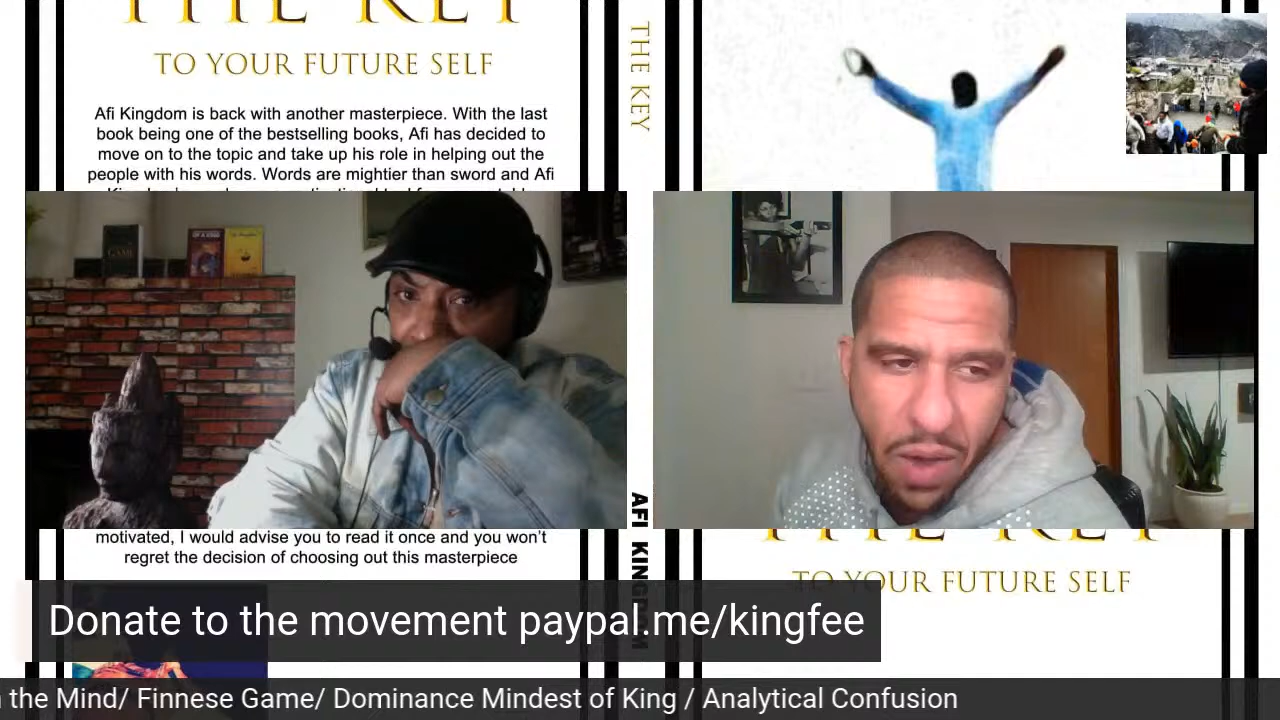 THE KEY
TO YOUR FUTURE SELF
Afi Kingdom is back with another masterpiece. With the last
book being one of the bestselling books, Afi has decided to
move on to the topic and take up his role in helping out the
people with his words. Words are mightier than sword and Afi
THE KEY
AFI KINGDOM
motivated, I would advise you to read it once and you won't
regret the decision of choosing out this masterpiece
THE KEY
TO YOUR FUTURE SELF
Donate to the movement paypal.me/kingfee
the Mind/ Finnese Game/ Dominance Mindest of King / Analytical Confusion